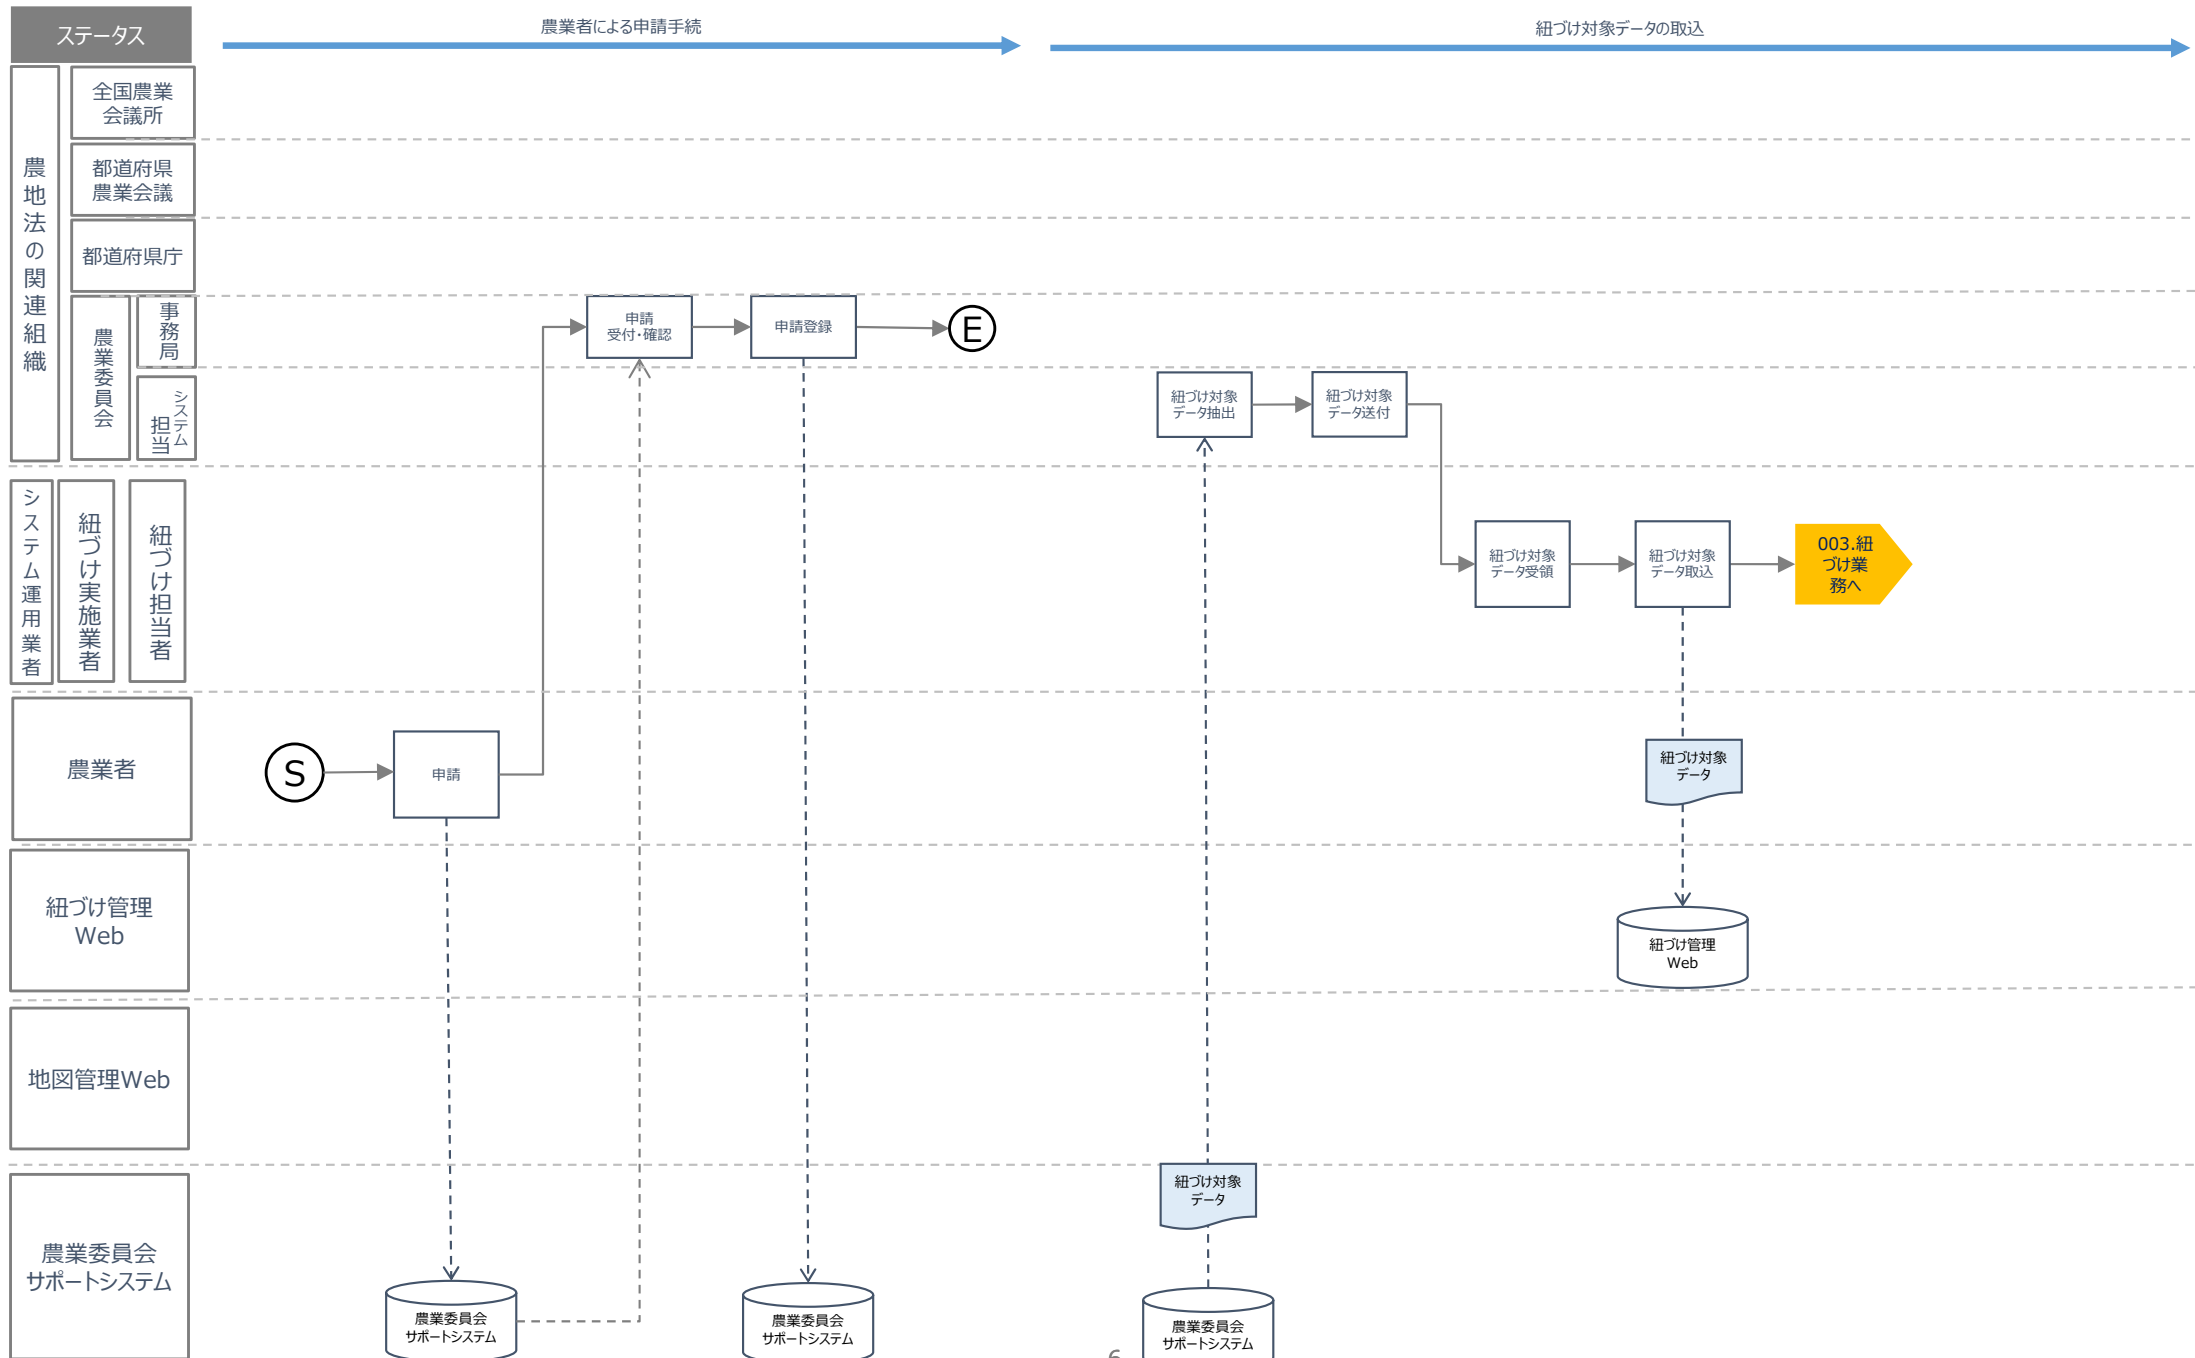 ステータス
農業者による申請手続
紐づけ対象データの取込
農地法の関連組織
全国農業
会議所
都道府県
農業会議
都道府県庁
農業委員会
事務局
システム
担当
申請
受付・確認
申請登録
E
紐づけ対象
データ抽出
紐づけ対象
データ送付
システム運用業者
紐づけ実施業者
紐づけ担当者
紐づけ対象
データ受領
紐づけ対象
データ取込
003.紐
づけ業
務へ
農業者
S
申請
紐づけ対象
データ
紐づけ管理
Web
紐づけ管理
Web
地図管理Web
農業委員会
サポートシステム
紐づけ対象
データ
農業委員会
サポートシステム
農業委員会
サポートシステム
農業委員会
サポートシステム